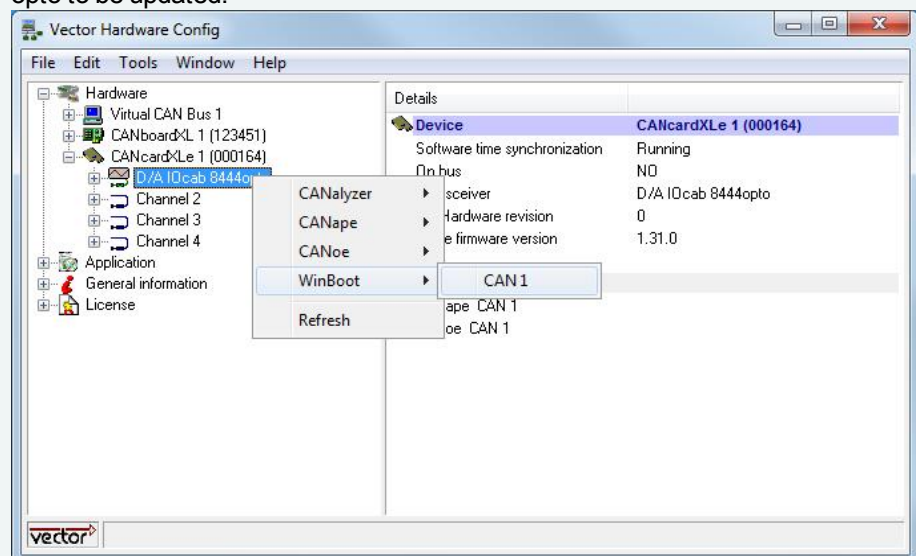 opto to be updated.
Vector Hardware Config
File Edit Tools Window Help
Hardware
Virtual CAN Bus 1
CANboardXL 1 (123451)
CANcardXLe 1 (000164)
D/A IOcab 8444opto
Channel 2
Channel 3
Channel 4
Application
General information
License
CANalyzer
CANape
CANoe
WinBoot
Refresh
CAN 1
Details
Device CANcardXLe 1 (000164)
Software time synchronization Running
On bus NO
sceiver D/A IOcab 8444opto
Hardware revision 0
e firmware version 1.31.0
ape CAN 1
oe CAN 1
vector